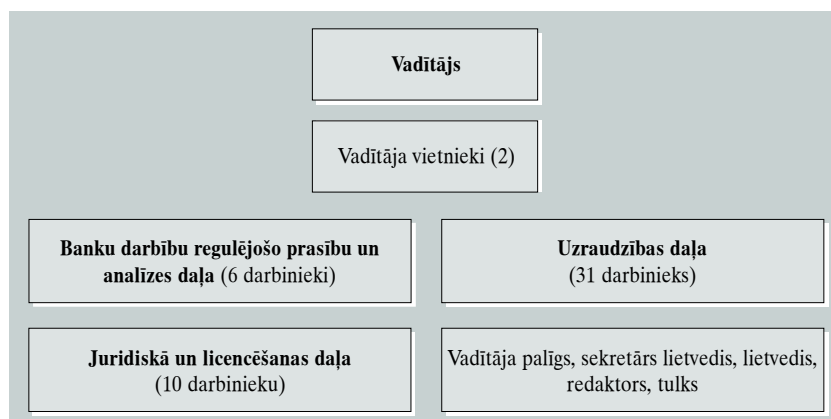 Vadītājs
Vadītāja vietnieki (2)
Banku darbību regulējošo prasību un
analīzes daļa (6 darbinieki)
Uzraudzības daļa
(31 darbinieks)
Juridiskā un licencēšanas daļa
(10 darbinieku)
Vadītāja palīgs, sekretārs lietvedis, lietvedis,
redaktors, tulks